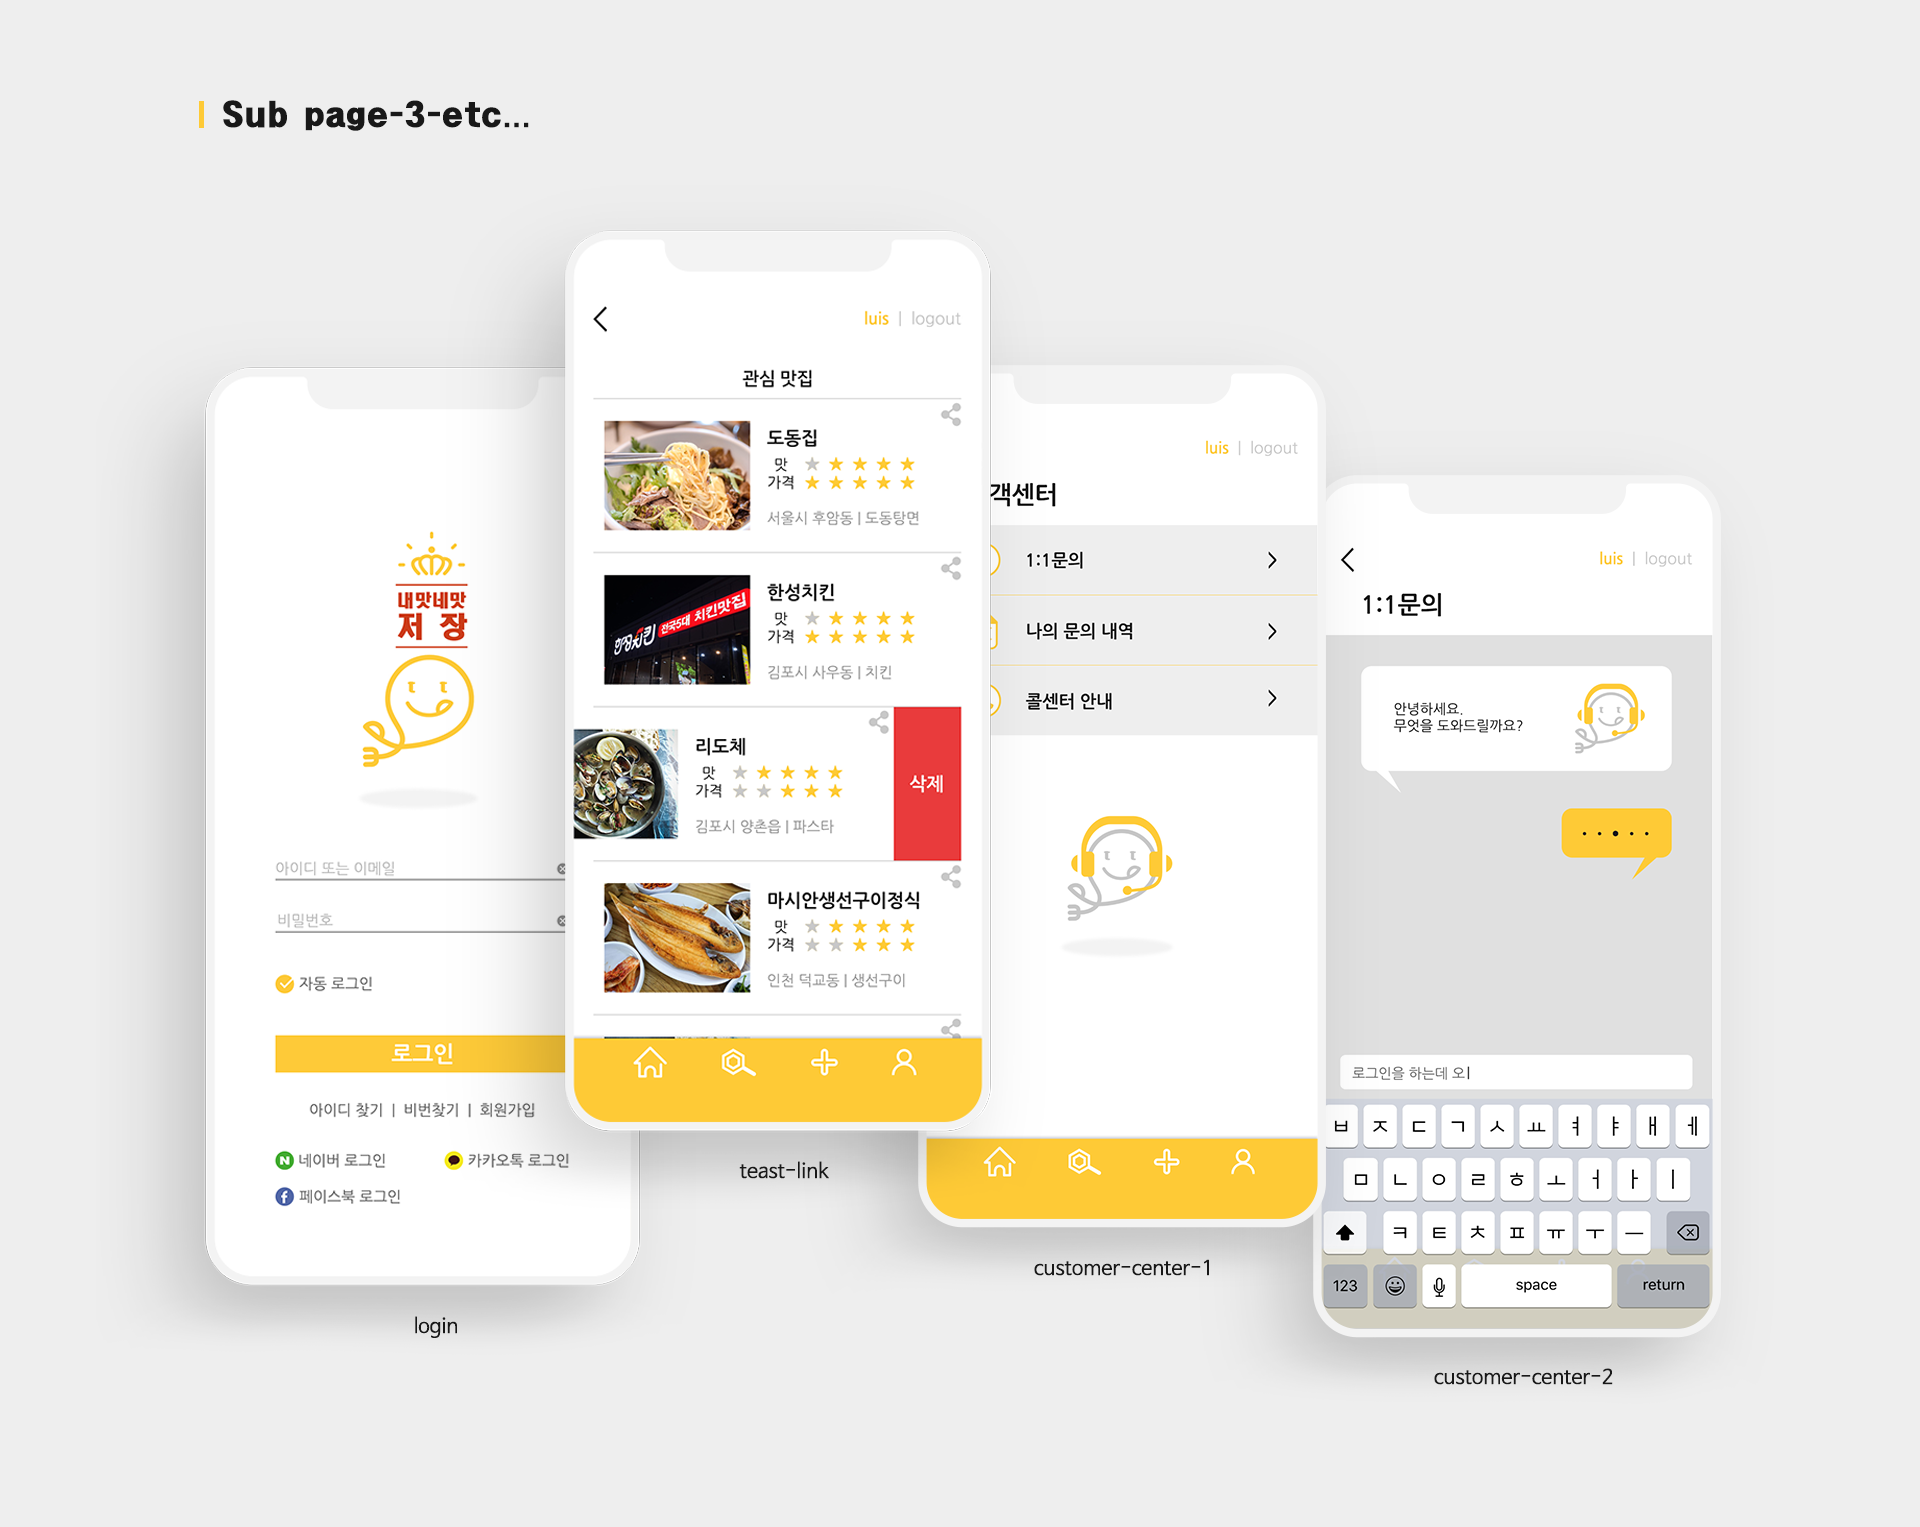 Sub page-3-etc...
내맛네맛
저 장
아이디 또는 이메일
비밀번호
자동 로그인
로그인
아이디 찾기 | 비번찾기 | 회원가입
네이버 로그인
카카오톡 로그인
페이스북 로그인
login
luis | logout
관심 맛집
도동집
맛
가격
서울시 후암동 | 도동탕면
한성치킨
맛
가격
김포시 사우동 | 치킨
전국5대 치킨맛집
리도체
맛
가격
김포시 양촌읍 | 파스타
삭제
마시안생선구이정식
맛
가격
인천 덕교동 | 생선구이
teast-link
luis | logout
객센터
1:1문의
나의 문의 내역
콜센터 안내
customer-center-1
luis | logout
1:1문의
안녕하세요.
무엇을 도와드릴까요?
로그인을 하는데 오
ㅂ ㅈ ㄷ ㄱ ㅅ ㅛ ㅕ ㅑ ㅐ ㅔ
ㅁ ㄴ ㅇ ㄹ ㅎ ㅗ ㅓ ㅏ ㅣ
ㅋ ㅌ ㅊ ㅍ ㅠ ㅜ ㅡ
123 space return
customer-center-2